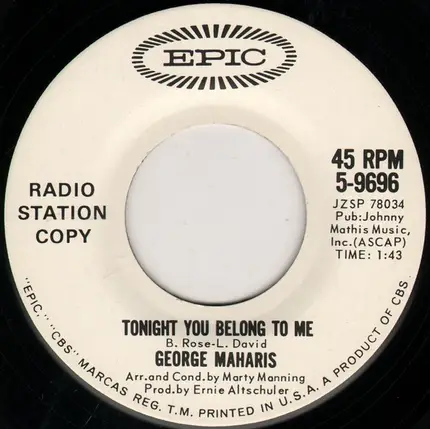 EPIC
RADIO
STATION
COPY
45 RPM
5-9696
JZSP 78034
Pub:Johnny
Mathis Music,
Inc.(ASCAP)
TIME: 1:43
TONIGHT YOU BELONG TO ME
B. Rose-L. David
GEORGE MAHARIS
Arr.and Cond.by Marty Manning
Prod.by Ernie Altschuler
"EPIC." "CBS" MARCAS REG. T.M. PRINTED IN U.S.A. A PRODUCT OF CBS